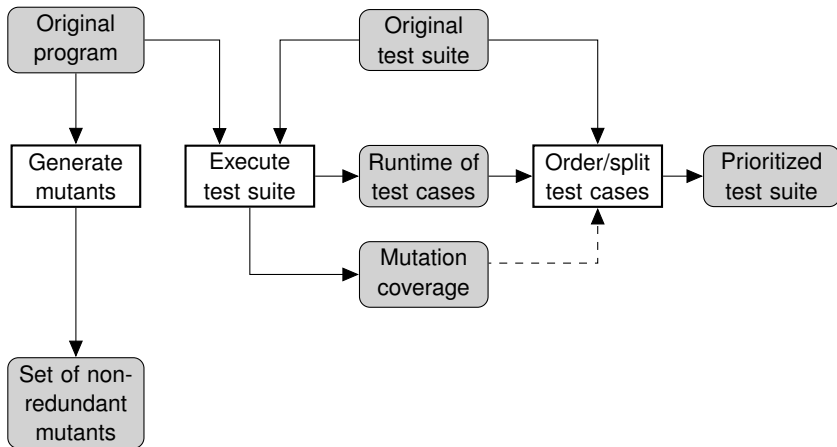 Original
program
Original
test suite
Generate
mutants
Execute
test suite
Runtime of
test cases
Order/split
test cases
Prioritized
test suite
Mutation
coverage
Set of non-
redundant
mutants